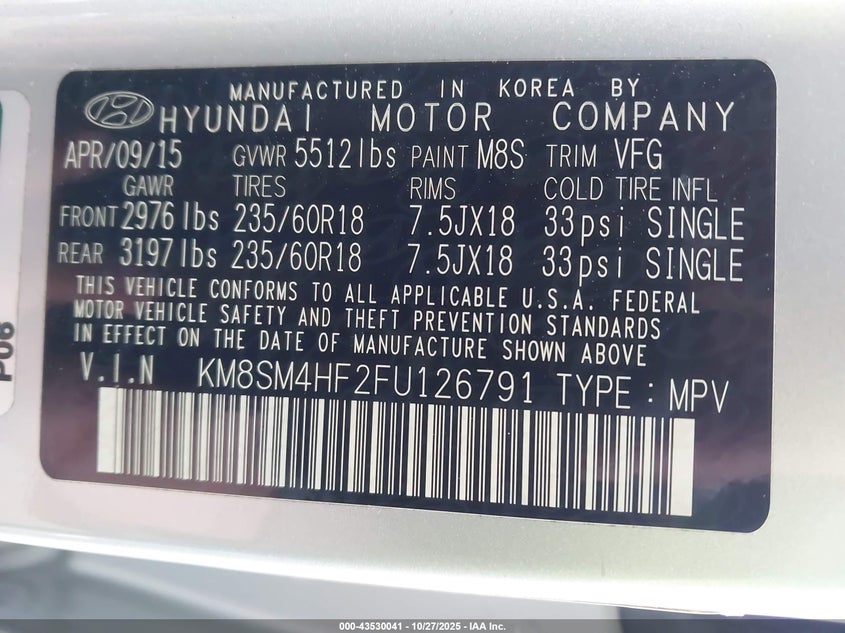 MANUFACTURED IN KOREA BY
HYUNDAI MOTOR COMPANY
APR/09/15 GVWR 5512lbs PAINT M8S TRIM VFG
GAWR TIRES RIMS COLD TIRE INFL
FRONT 2976lbs 235/60R18 7.5JX18 33psi SINGLE
REAR 3197lbs 235/60R18 7.5JX18 33psi SINGLE
THIS VEHICLE CONFORMS TO ALL APPLICABLE U.S.A. FEDERAL
MOTOR VEHICLE SAFETY AND THEFT PREVENTION STANDARDS
IN EFFECT ON THE DATE OF MANUFACTURE SHOWN ABOVE
V.I.N KM8SM4HF2FU126791 TYPE : MPV
P06
000-43530041 - 10/27/2025 - IAA Inc.